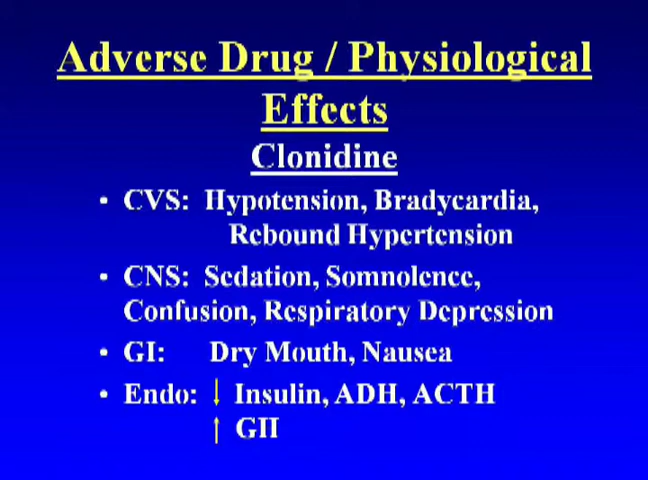 Adverse Drug / Physiological
Effects
Clonidine
• CVS: Hypotension, Bradycardia,
Rebound Hypertension
• CNS: Sedation, Somnolence,
Confusion, Respiratory Depression
• GI: Dry Mouth, Nausea
• Endo: ↓ Insulin, ADH, ACTH
↑ GH